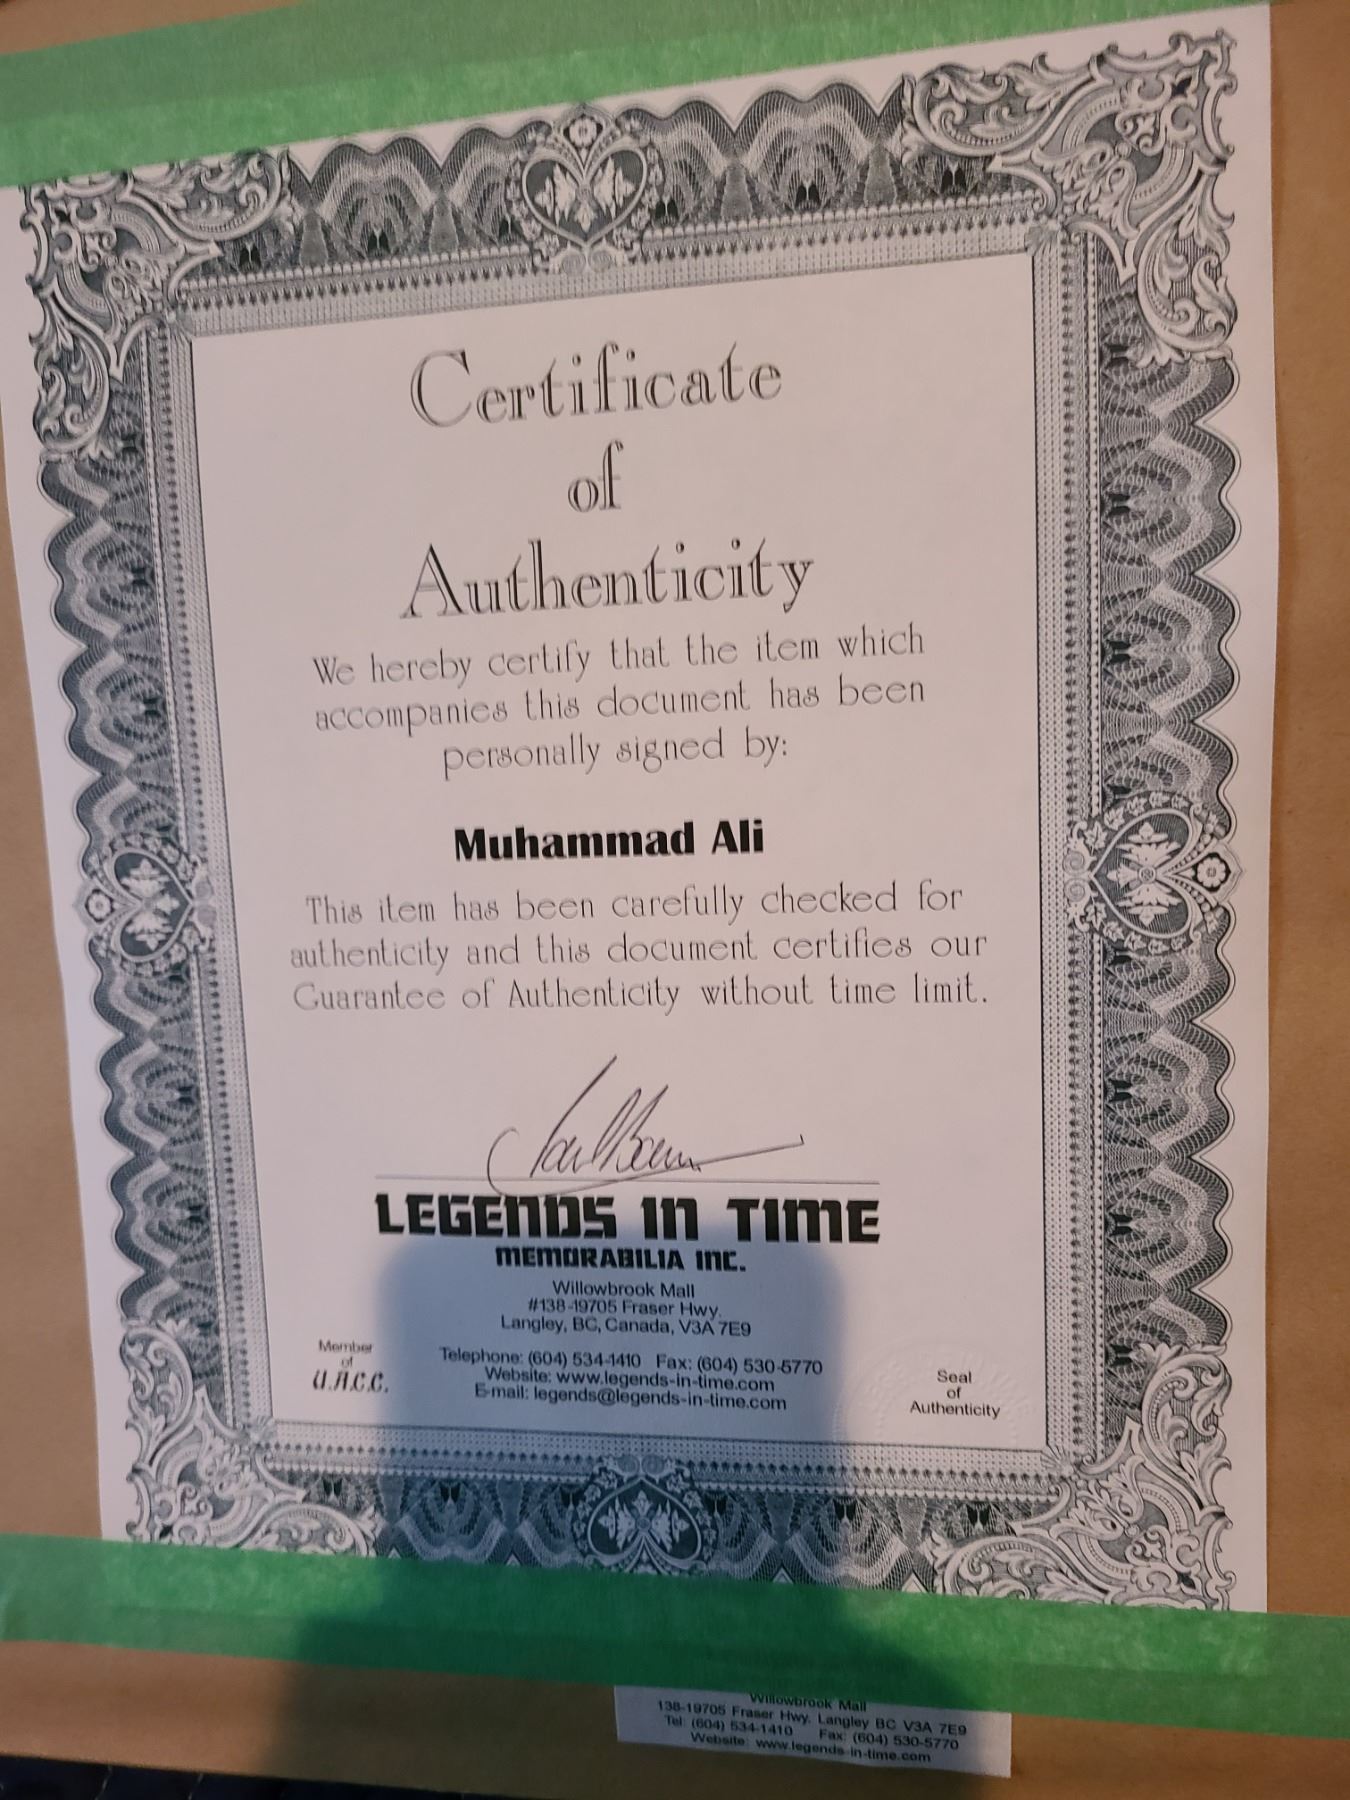 Certificate
of
Authenticity
We hereby certify that the item which
accompanies this document has been
personally signed by:
Muhammad Ali
This item has been carefully checked for
authenticity and this document certifies our
Guarantee of Authenticity without time limit.
LEGENDS IN TIME
MEMORABILIA INC.
Willowbrook Mall
#138-19705 Fraser Hwy.
Langley, BC, Canada, V3A 7E9
Telephone: (604) 534-1410 Fax: (604) 530-5770
Website: www.legends-in-time.com
E-mail: legends@legends-in-time.com
Member
of
U.A.C.C.
Seal
of
Authenticity
Willowbrook Mall
138-19705 Fraser Hwy. Langley BC V3A 7E9
Tel: (604) 534-1410 Fax: (604) 530-5770
Website: www.legends-in-time.com